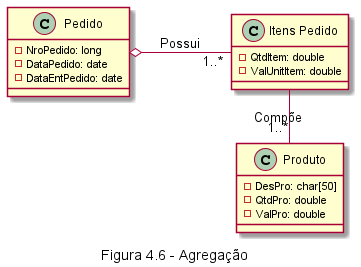 C Pedido
NroPedido: long
DataPedido: date
DataEntPedido: date
Possui
1..*
C Itens Pedido
QtdItem: double
ValUnitItem: double
Compõe
1..*
C Produto
DesPro: char[50]
QtdPro: double
ValPro: double
Figura 4.6 - Agregação